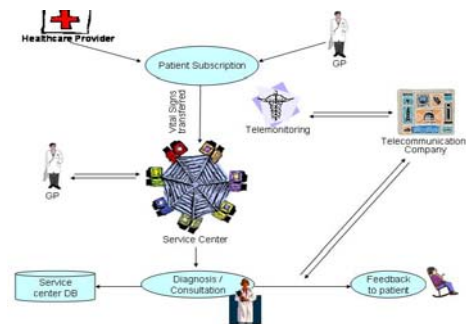 Healthcare Provider
GP
Patient Subscription
Vital Signs
transferred
Telemonitoring
Telecommunication
Company
GP
Service Center
Service
center DB
Diagnosis /
Consultation
Feedback
to patient